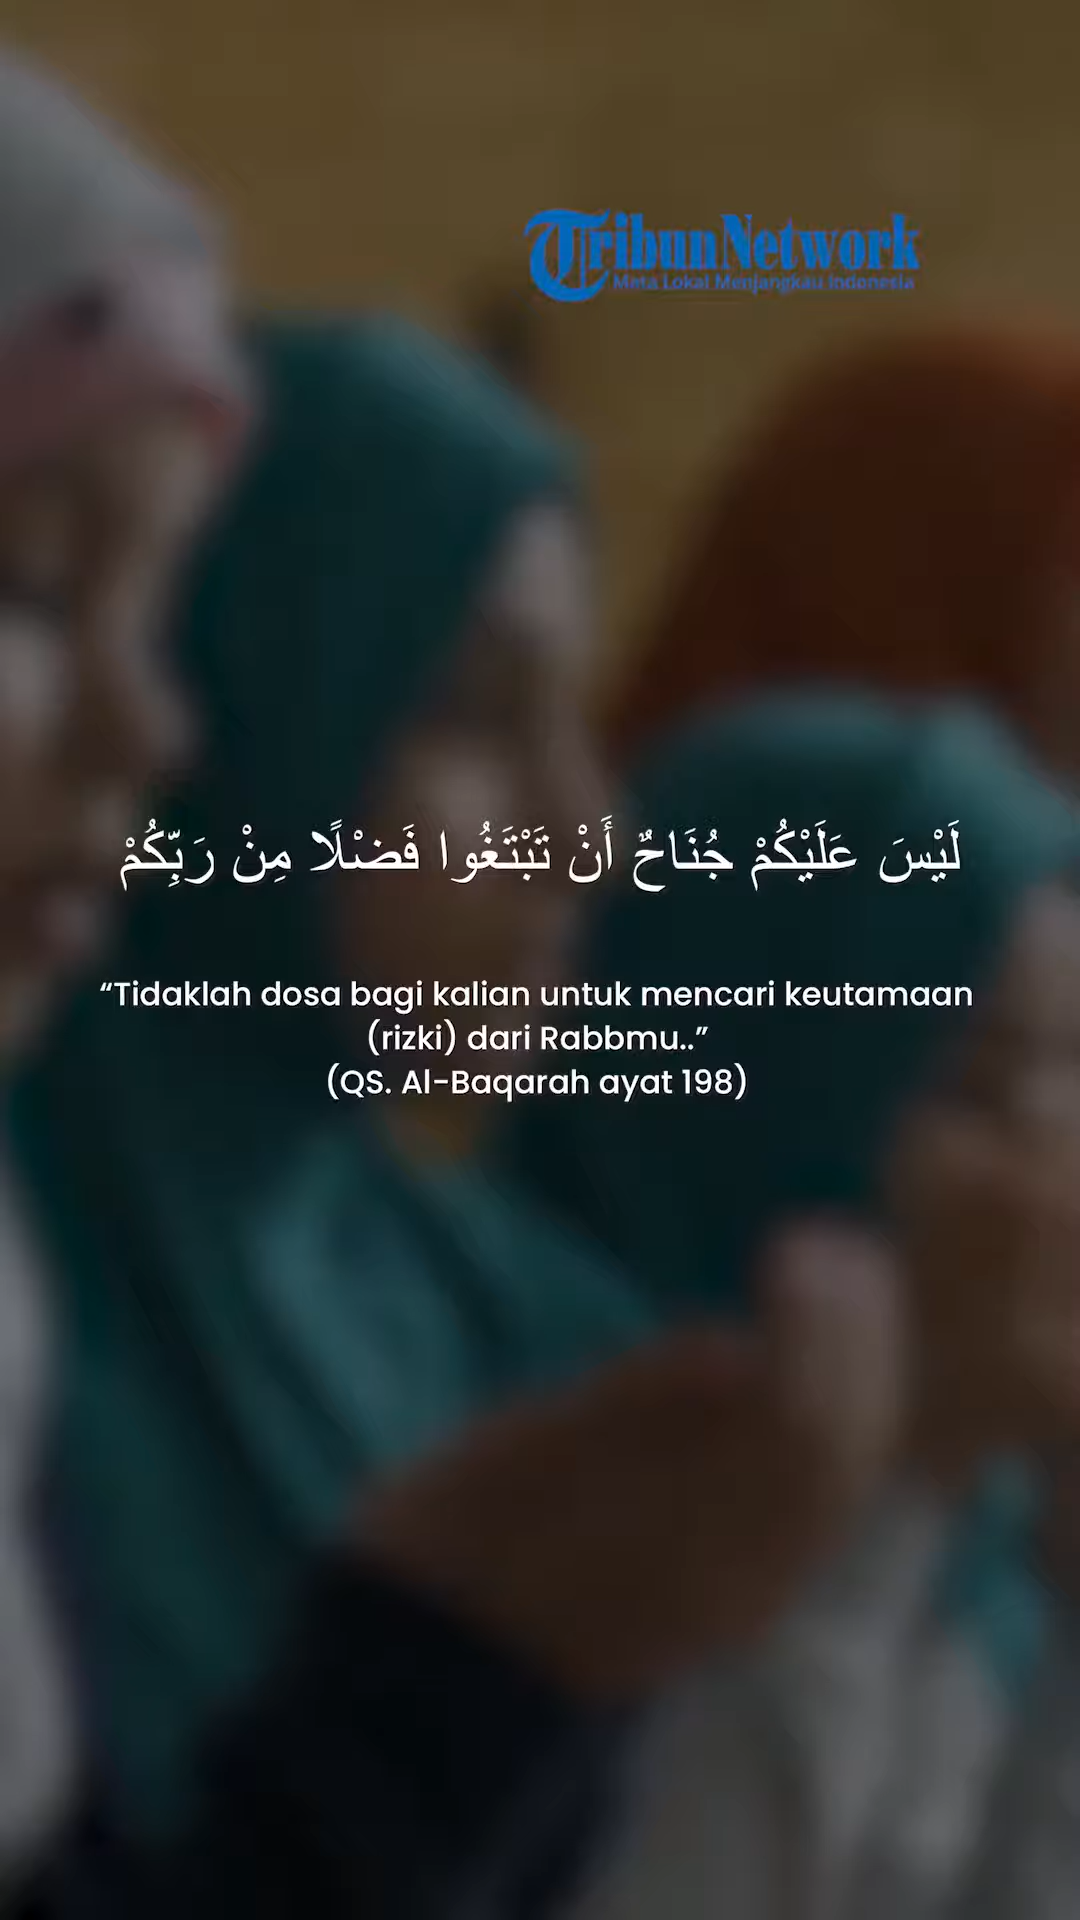 TribunNetwork
Mata Lokal Menjangkau Indonesia
لَيْسَ عَلَيْكُمْ جُنَاحٌ أَنْ تَبْتَغُوا فَضْلًا مِنْ رَبِّكُمْ
“Tidaklah dosa bagi kalian untuk mencari keutamaan
(rizki) dari Rabbmu..”
(QS. Al-Baqarah ayat 198)